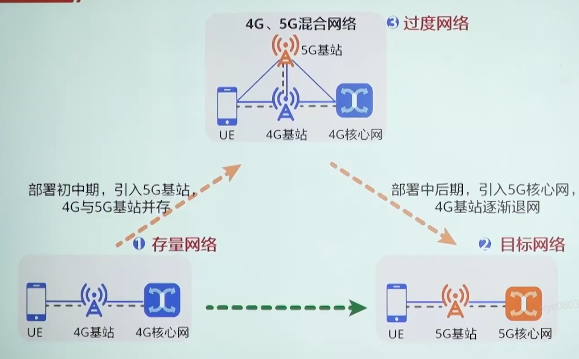 4G、5G混合网络
③ 过度网络
5G基站
UE
4G基站
4G核心网
部署初中期，引入5G基站，
4G与5G基站并存
部署中后期，引入5G核心网，
4G基站逐渐退网
① 存量网络
② 目标网络
UE
4G基站
4G核心网
UE
5G基站
5G核心网